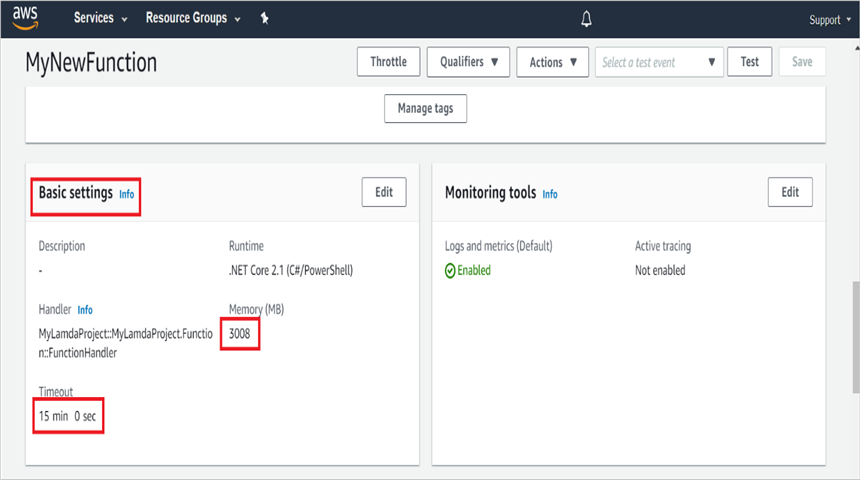 aws Services Resource Groups Support
MyNewFunction Throttle Qualifiers Actions Select a test event Test Save
Manage tags
Basic settings Info Edit
Description Runtime
- .NET Core 2.1 (C#/PowerShell)
Handler Info Memory (MB)
MyLamdaProject::MyLamdaProject.Functio 3008
n::FunctionHandler
Timeout
15 min 0 sec
Monitoring tools Info Edit
Logs and metrics (Default) Active tracing
Enabled Not enabled